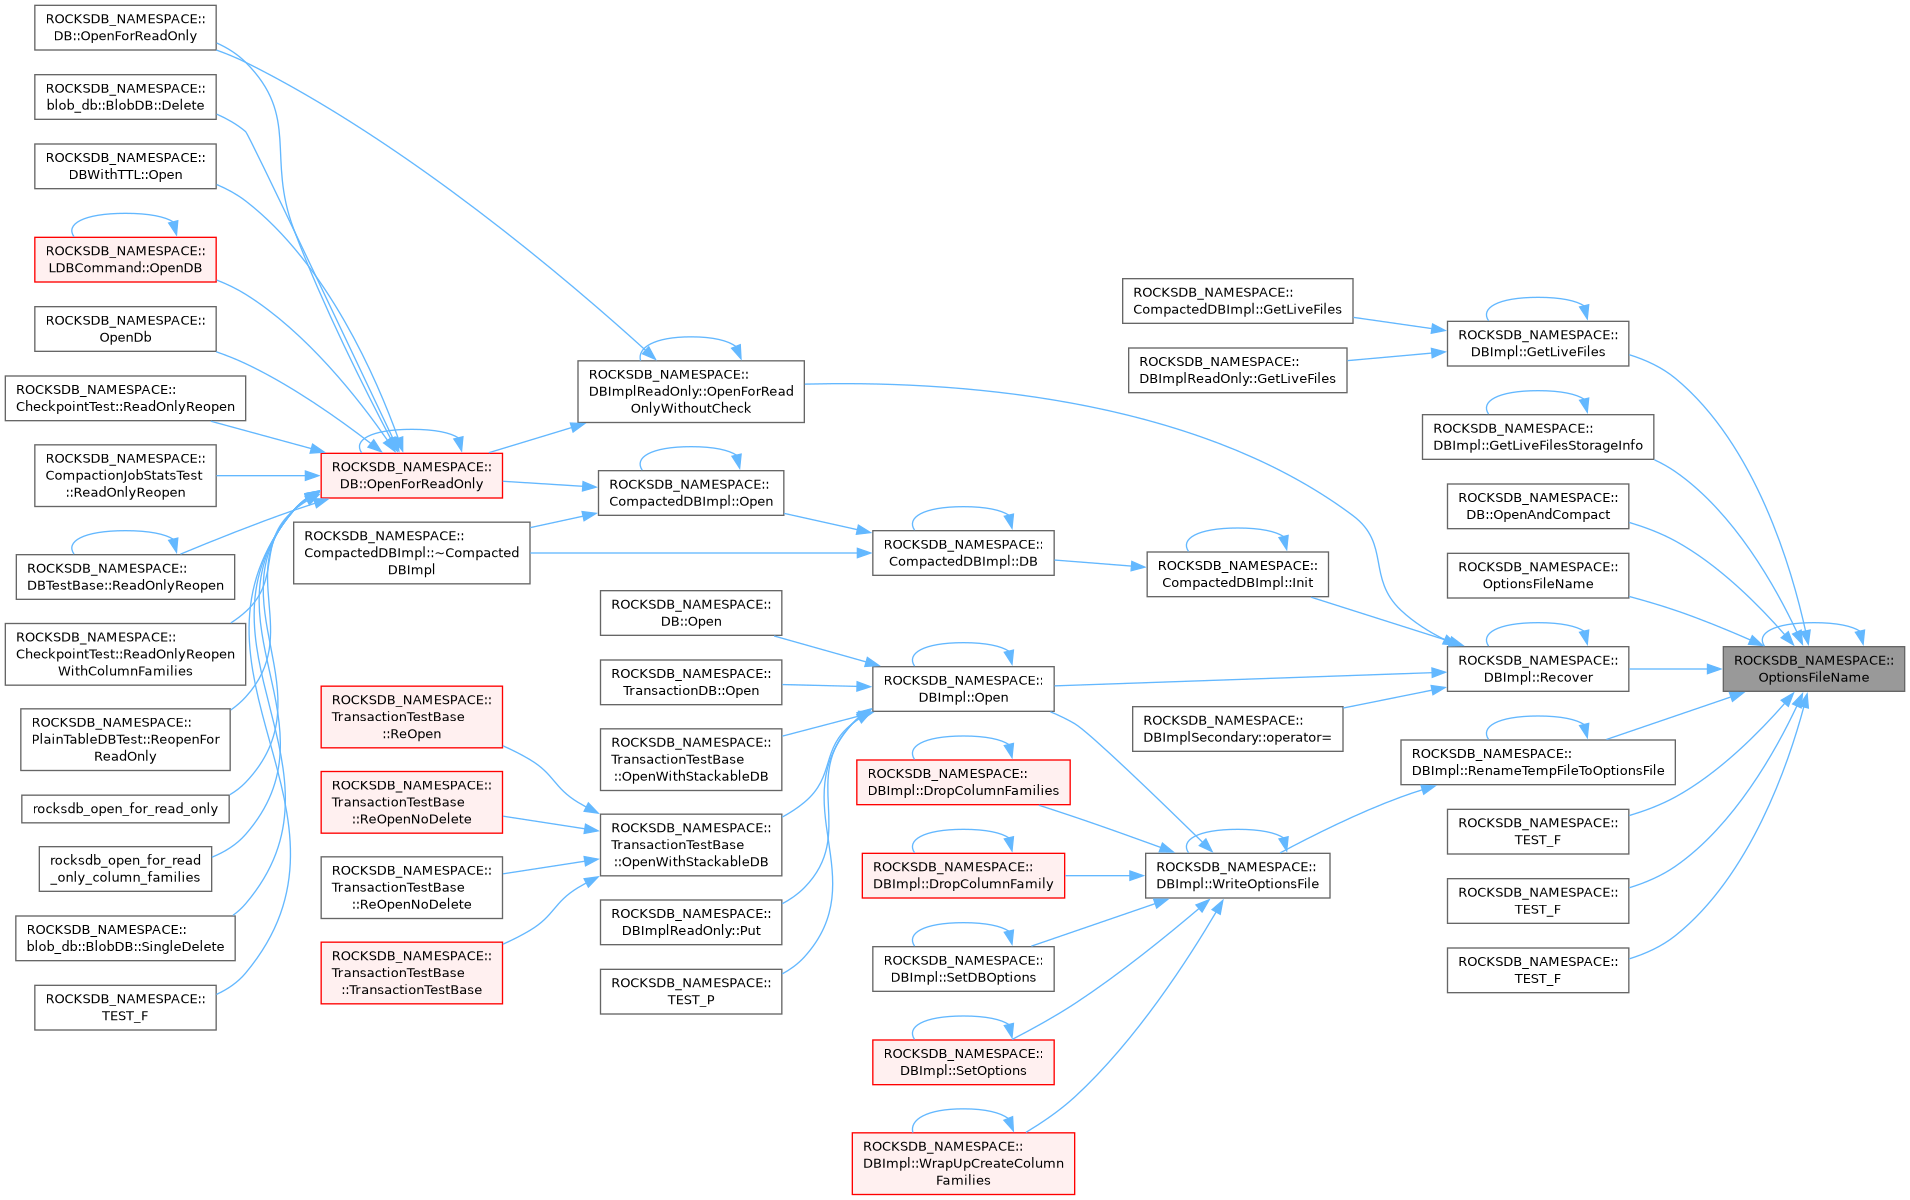 ROCKSDB_NAMESPACE::
DB::OpenForReadOnly
ROCKSDB_NAMESPACE::
blob_db::BlobDB::Delete
ROCKSDB_NAMESPACE::
DBWithTTL::Open
ROCKSDB_NAMESPACE::
LDBCommand::OpenDB
ROCKSDB_NAMESPACE::
OpenDb
ROCKSDB_NAMESPACE::
CheckpointTest::ReadOnlyReopen
ROCKSDB_NAMESPACE::
CompactionJobStatsTest
::ReadOnlyReopen
ROCKSDB_NAMESPACE::
DBTestBase::ReadOnlyReopen
ROCKSDB_NAMESPACE::
CheckpointTest::ReadOnlyReopen
WithColumnFamilies
ROCKSDB_NAMESPACE::
PlainTableDBTest::ReopenFor
ReadOnly
rocksdb_open_for_read_only
rocksdb_open_for_read
_only_column_families
ROCKSDB_NAMESPACE::
blob_db::BlobDB::SingleDelete
ROCKSDB_NAMESPACE::
TEST_F
ROCKSDB_NAMESPACE::
DB::OpenForReadOnly
ROCKSDB_NAMESPACE::
CompactedDBImpl::~Compacted
DBImpl
ROCKSDB_NAMESPACE::
TransactionTestBase
::ReOpen
ROCKSDB_NAMESPACE::
TransactionTestBase
::ReOpenNoDelete
ROCKSDB_NAMESPACE::
TransactionTestBase
::ReOpenNoDelete
ROCKSDB_NAMESPACE::
TransactionTestBase
::TransactionTestBase
ROCKSDB_NAMESPACE::
DBImplReadOnly::OpenForRead
OnlyWithoutCheck
ROCKSDB_NAMESPACE::
CompactedDBImpl::Open
ROCKSDB_NAMESPACE::
DB::Open
ROCKSDB_NAMESPACE::
TransactionDB::Open
ROCKSDB_NAMESPACE::
TransactionTestBase
::OpenWithStackableDB
ROCKSDB_NAMESPACE::
TransactionTestBase
::OpenWithStackableDB
ROCKSDB_NAMESPACE::
DBImplReadOnly::Put
ROCKSDB_NAMESPACE::
TEST_P
ROCKSDB_NAMESPACE::
CompactedDBImpl::DB
ROCKSDB_NAMESPACE::
DBImpl::Open
ROCKSDB_NAMESPACE::
DBImpl::DropColumnFamilies
ROCKSDB_NAMESPACE::
DBImpl::DropColumnFamily
ROCKSDB_NAMESPACE::
DBImpl::SetDBOptions
ROCKSDB_NAMESPACE::
DBImpl::SetOptions
ROCKSDB_NAMESPACE::
DBImpl::WrapUpCreateColumn
Families
ROCKSDB_NAMESPACE::
CompactedDBImpl::GetLiveFiles
ROCKSDB_NAMESPACE::
DBImplReadOnly::GetLiveFiles
ROCKSDB_NAMESPACE::
CompactedDBImpl::Init
ROCKSDB_NAMESPACE::
DBImplSecondary::operator=
ROCKSDB_NAMESPACE::
DBImpl::WriteOptionsFile
ROCKSDB_NAMESPACE::
DBImpl::GetLiveFiles
ROCKSDB_NAMESPACE::
DBImpl::GetLiveFilesStorageInfo
ROCKSDB_NAMESPACE::
DB::OpenAndCompact
ROCKSDB_NAMESPACE::
OptionsFileName
ROCKSDB_NAMESPACE::
DBImpl::Recover
ROCKSDB_NAMESPACE::
DBImpl::RenameTempFileToOptionsFile
ROCKSDB_NAMESPACE::
TEST_F
ROCKSDB_NAMESPACE::
TEST_F
ROCKSDB_NAMESPACE::
TEST_F
ROCKSDB_NAMESPACE::
OptionsFileName